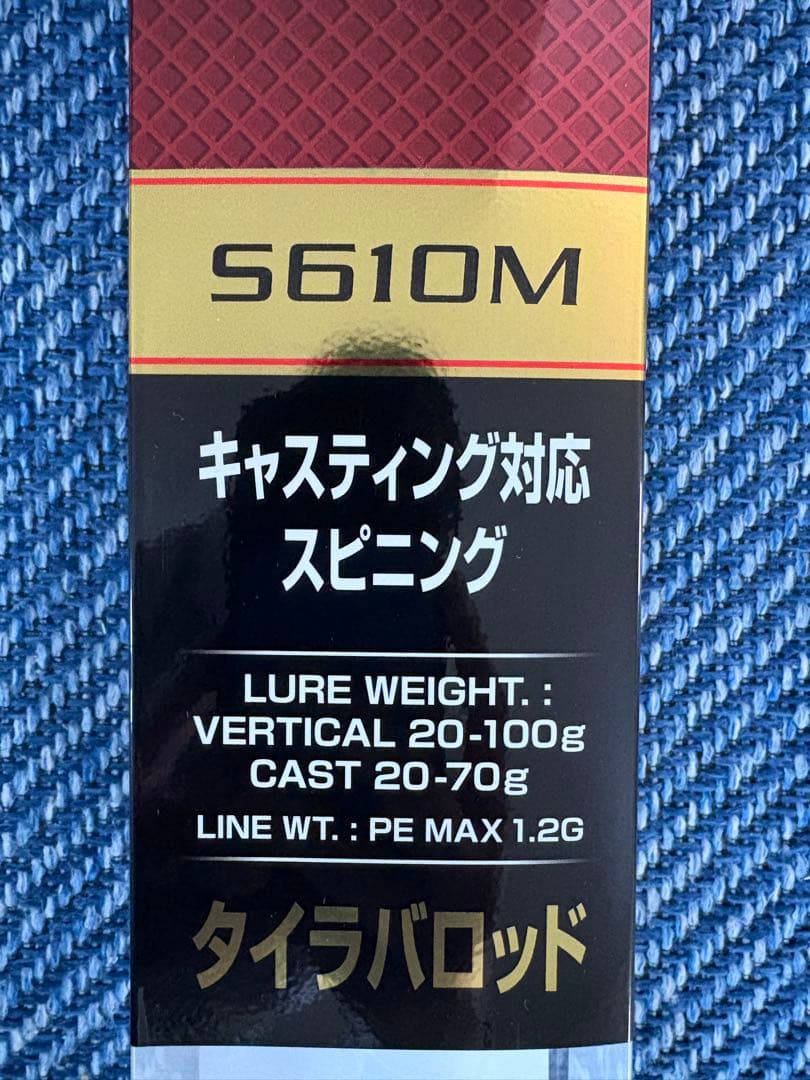 S610M
キャスティング対応
スピニング
LURE WEIGHT. :
VERTICAL 20-100g
CAST 20-70g
LINE WT. : PE MAX 1.2G
タイラバロッド